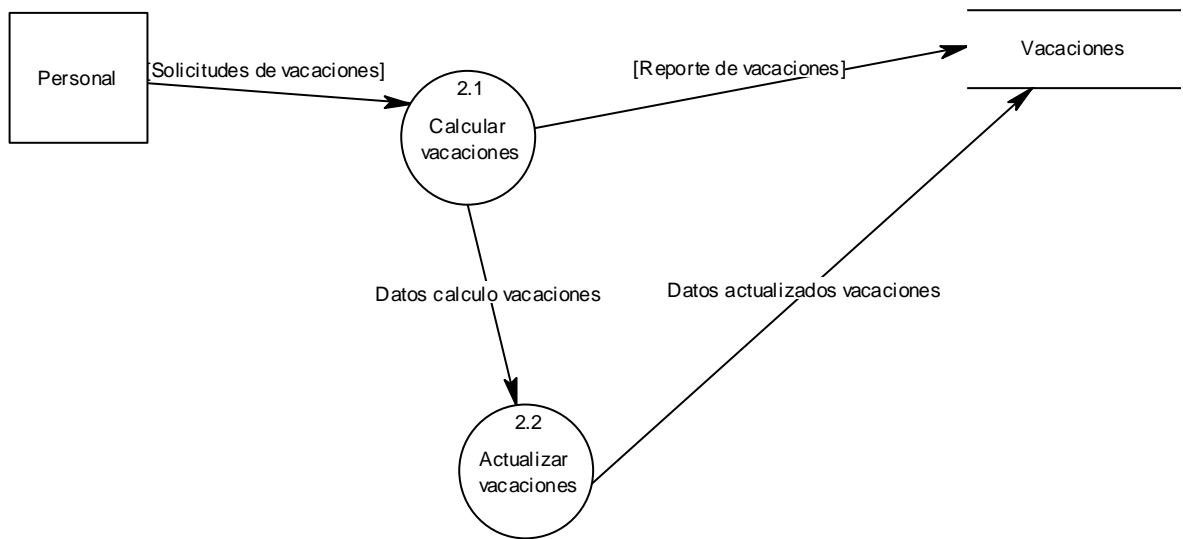 Personal
[Solicitudes de vacaciones]
2.1
Calcular
vacaciones
[Reporte de vacaciones]
Vacaciones
Datos calculo vacaciones
Datos actualizados vacaciones
2.2
Actualizar
vacaciones